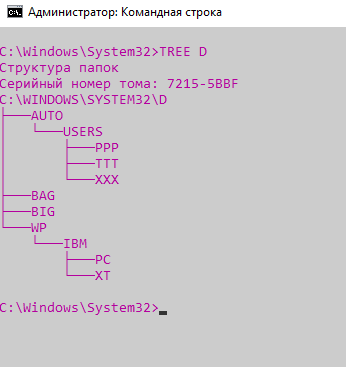 Администратор: Командная строка
C:\Windows\System32>TREE D
Структура папок
Серийный номер тома: 7215-5BBF
C:\WINDOWS\SYSTEM32\D
├───AUTO
│   └───USERS
│       ├───PPP
│       ├───TTT
│       └───XXX
├───BAG
├───BIG
└───WP
    └───IBM
        ├───PC
        └───XT
C:\Windows\System32>